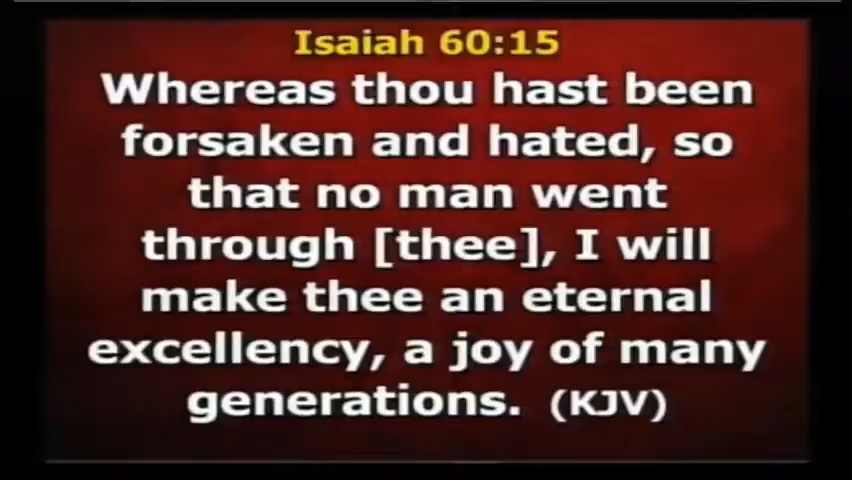 Isaiah 60:15
Whereas thou hast been
forsaken and hated, so
that no man went
through [thee], I will
make thee an eternal
excellency, a joy of many
generations. (KJV)